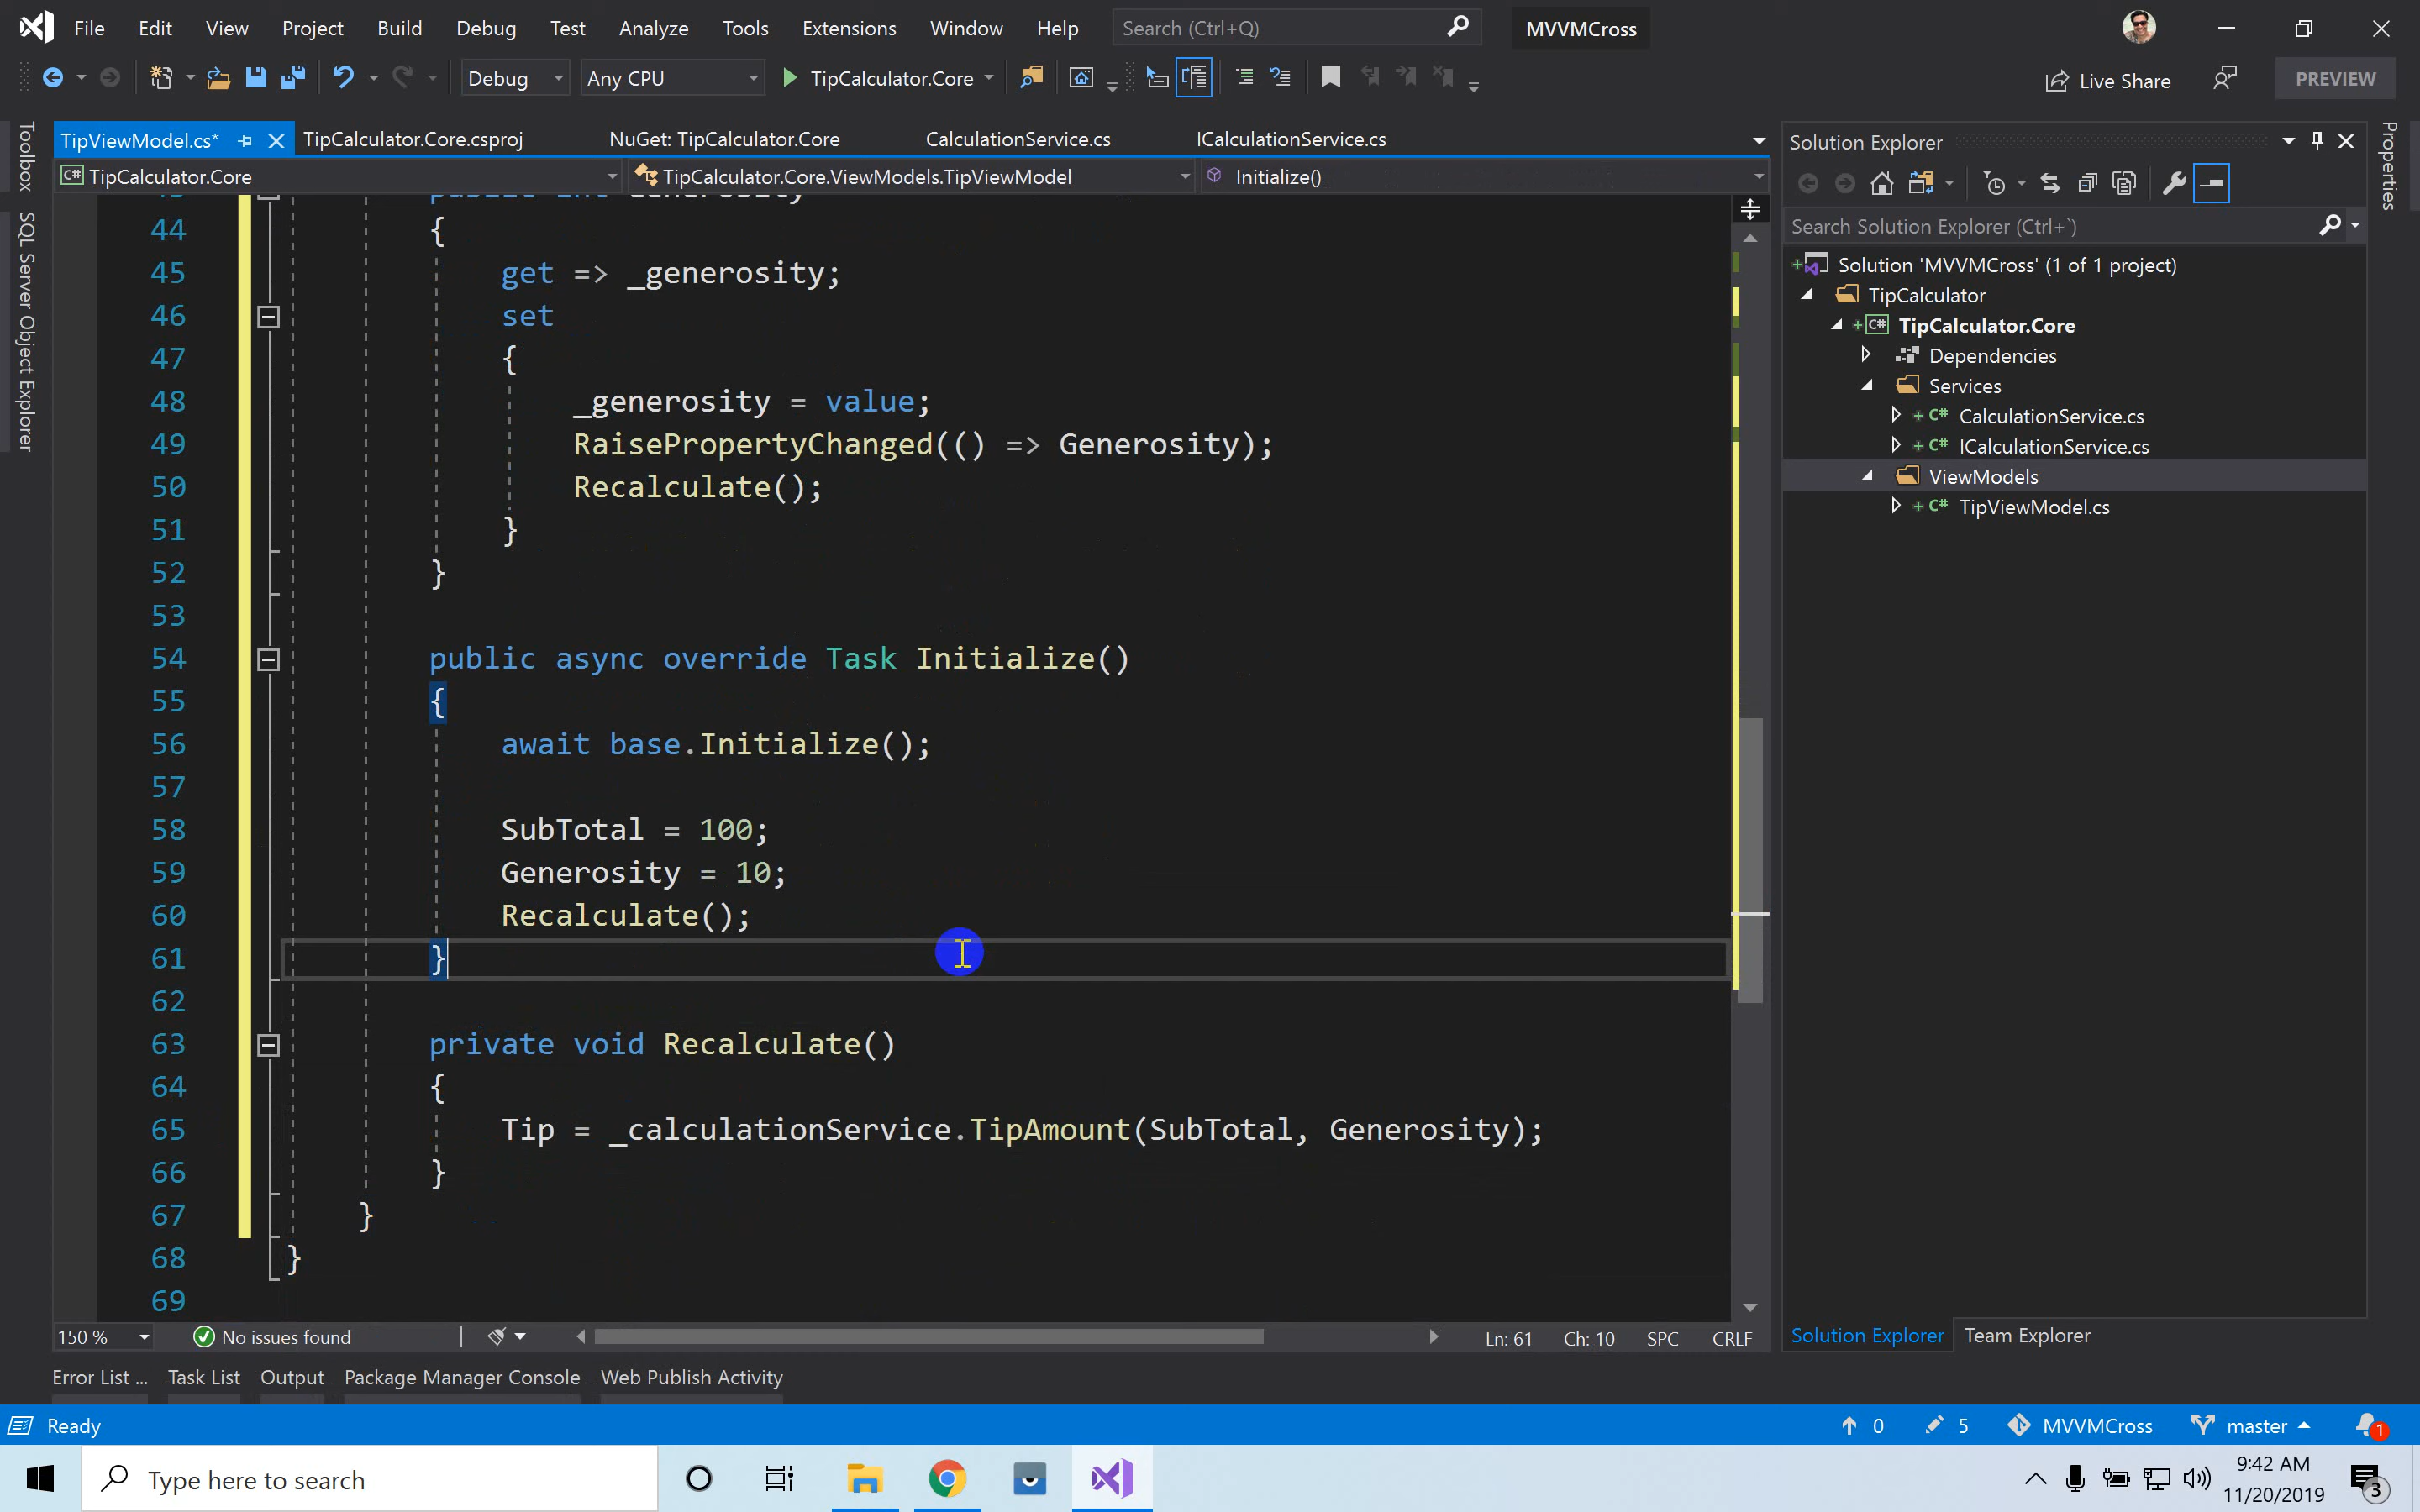 File Edit View Project Build Debug Test Analyze Tools Extensions Window Help Search (Ctrl+Q) MVVMCross
Debug Any CPU TipCalculator.Core Live Share PREVIEW
Toolbox
SQL Server Object Explorer
TipViewModel.cs* TipCalculator.Core.csproj NuGet: TipCalculator.Core CalculationService.cs ICalculationService.cs
C# TipCalculator.Core TipCalculator.Core.ViewModels.TipViewModel Initialize()
44 {
45 get => _generosity;
46 set
47 {
48 _generosity = value;
49 RaisePropertyChanged(() => Generosity);
50 Recalculate();
51 }
52 }
53
54 public async override Task Initialize()
55 {
56 await base.Initialize();
57
58 SubTotal = 100;
59 Generosity = 10;
60 Recalculate();
61 }
62
63 private void Recalculate()
64 {
65 Tip = _calculationService.TipAmount(SubTotal, Generosity);
66 }
67 }
68 }
69
150 % No issues found Ln: 61 Ch: 10 SPC CRLF
Solution Explorer
Search Solution Explorer (Ctrl+`)
Solution 'MVVMCross' (1 of 1 project)
TipCalculator
C# TipCalculator.Core
Dependencies
Services
C# CalculationService.cs
C# ICalculationService.cs
ViewModels
C# TipViewModel.cs
Solution Explorer Team Explorer
Properties
Error List ... Task List Output Package Manager Console Web Publish Activity
Ready 0 5 MVVMCross master 1
Type here to search
9:42 AM
11/20/2019
3